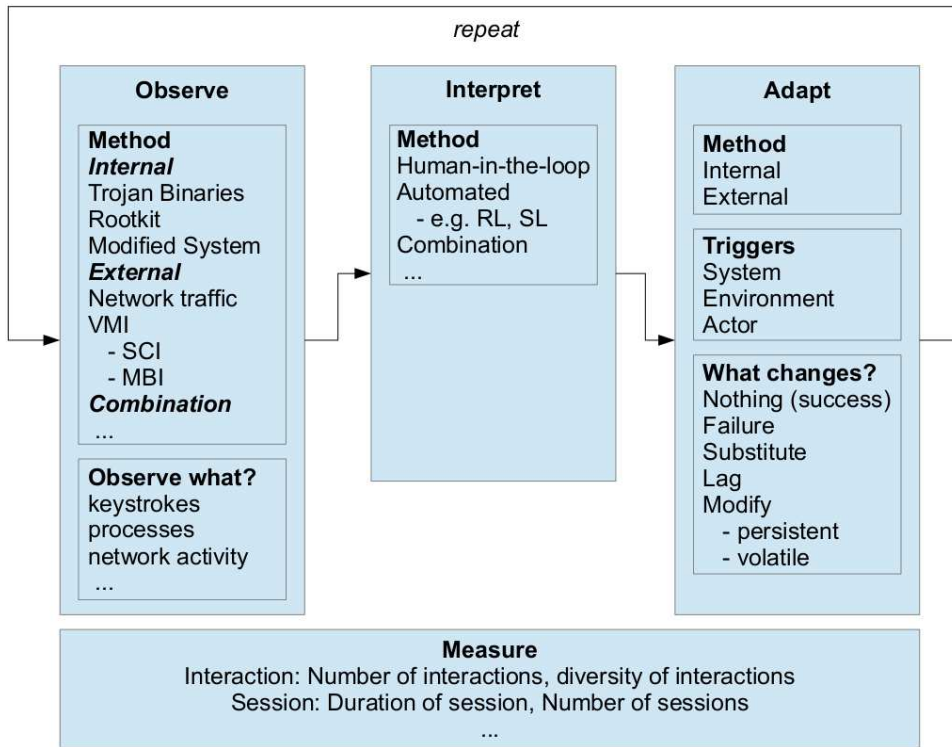 repeat
Observe
Method
Internal
Trojan Binaries
Rootkit
Modified System
External
Network traffic
VMI
- SCI
- MBI
Combination
...
Observe what?
keystrokes
processes
network activity
...
Interpret
Method
Human-in-the-loop
Automated
- e.g. RL, SL
Combination
...
Adapt
Method
Internal
External
Triggers
System
Environment
Actor
What changes?
Nothing (success)
Failure
Substitute
Lag
Modify
- persistent
- volatile
Measure
Interaction: Number of interactions, diversity of interactions
Session: Duration of session, Number of sessions
...